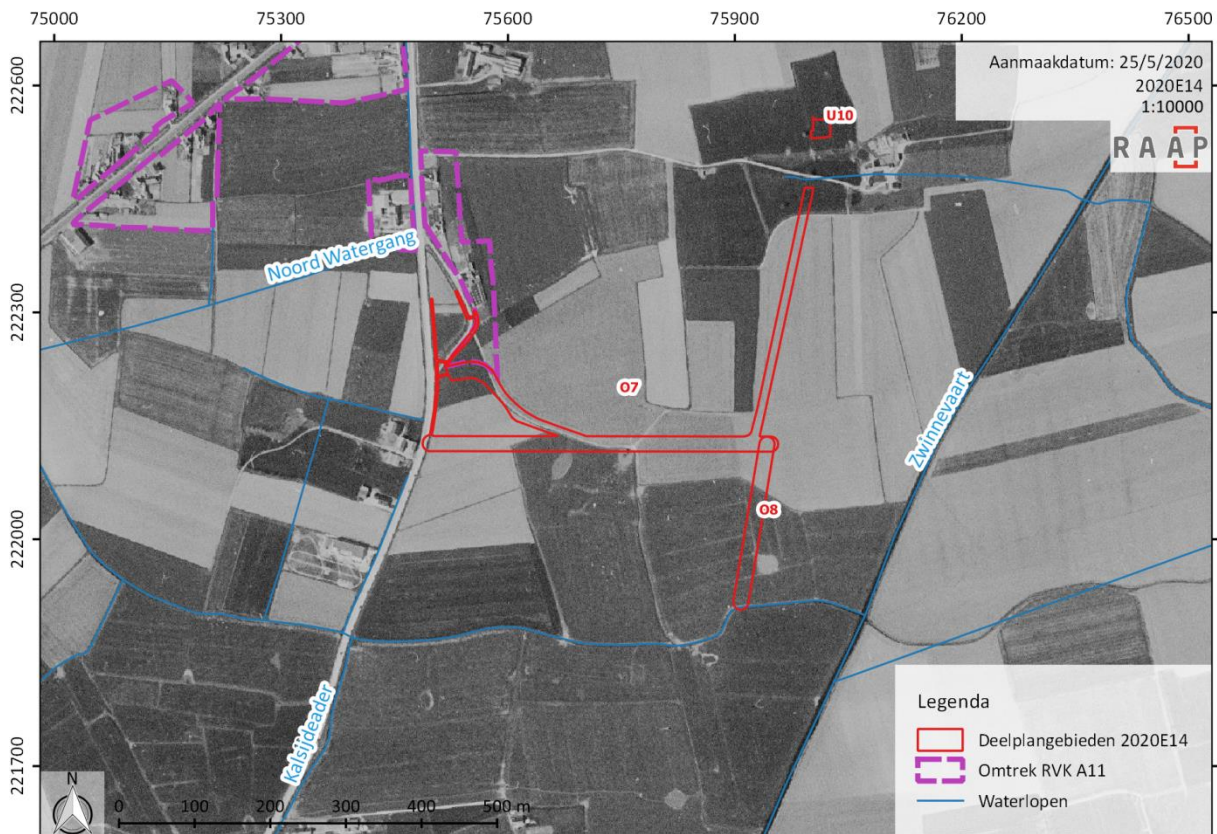 75000 75300 75600 75900 76200 76500
222600
222300
222000
221700
Aanmaakdatum: 25/5/2020
2020E14
1:10000
RAAP
U10
Noord Watergang
O7
Zwinnevaart
O8
Kalsijdeader
Legenda
Deelplangebieden 2020E14
Omtrek RVK A11
Waterlopen
N
0 100 200 300 400 500 m